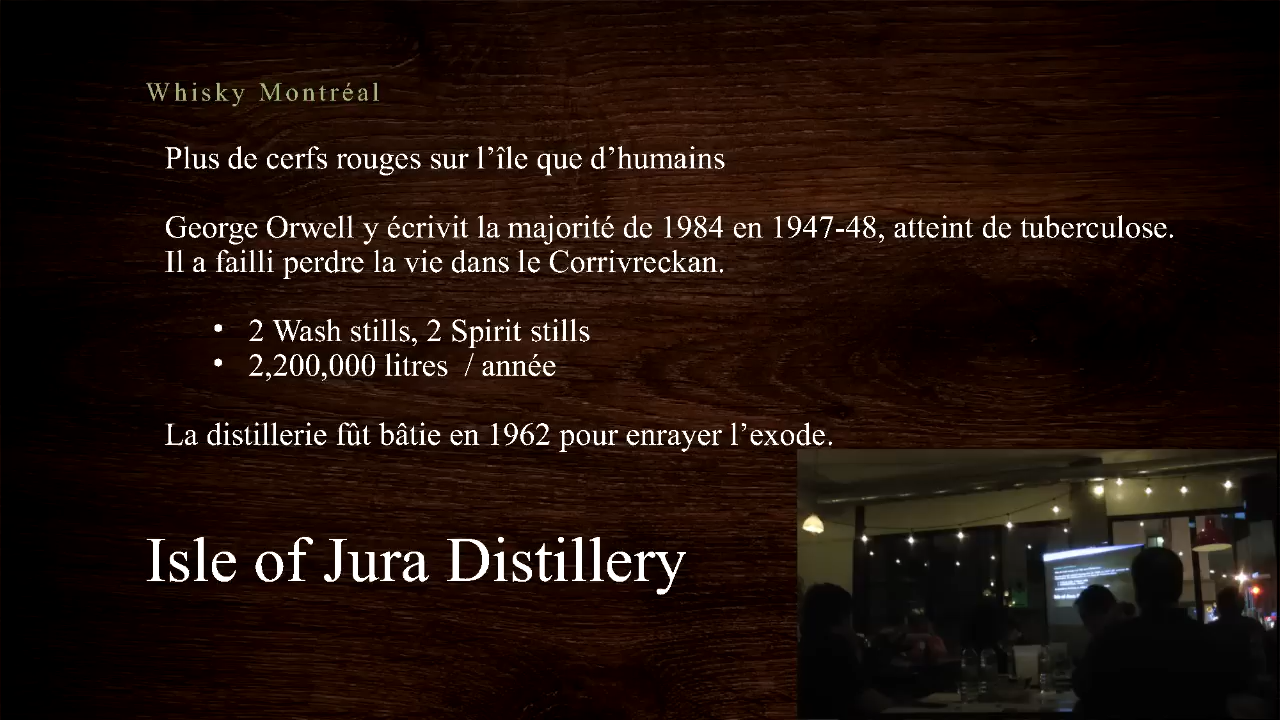 Whisky Montréal
Plus de cerfs rouges sur l’île que d’humains
George Orwell y écrivit la majorité de 1984 en 1947-48, atteint de tuberculose.
Il a failli perdre la vie dans le Corrivreckan.
• 2 Wash stills, 2 Spirit stills
• 2,200,000 litres / année
La distillerie fût bâtie en 1962 pour enrayer l’exode.
Isle of Jura Distillery